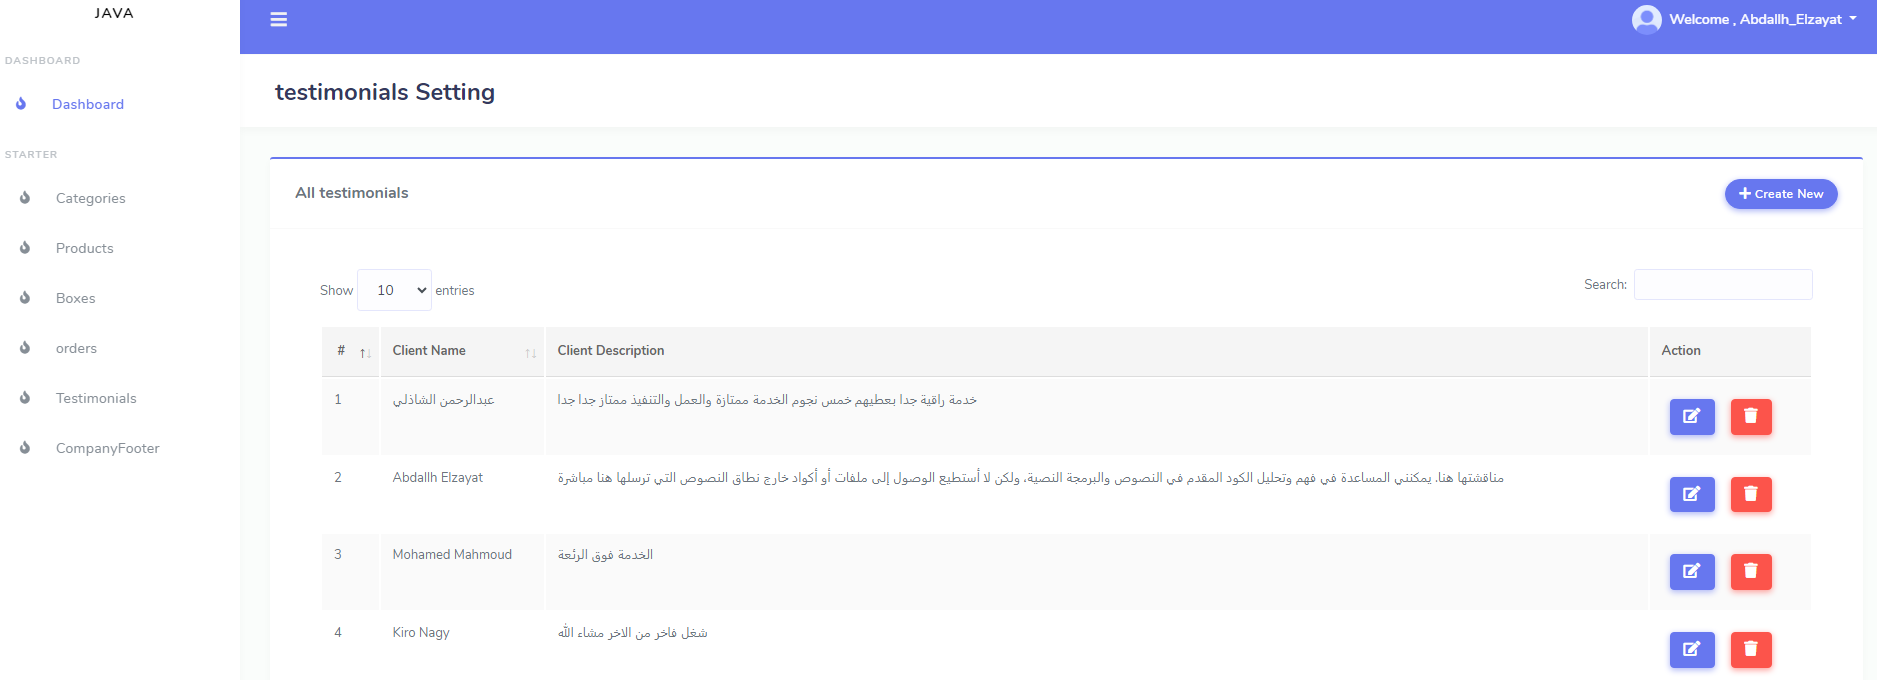 JAVA
Welcome , Abdallh_Elzayat
DASHBOARD
Dashboard
STARTER
Categories
Products
Boxes
orders
Testimonials
CompanyFooter
testimonials Setting
All testimonials
Create New
Show 10 entries
Search:
# Client Name Client Description Action
1 عبدالرحمن الشاذلي خدمة راقية جدا بعطيهم خمس نجوم الخدمة ممتازة والعمل والتنفيذ ممتاز جدا جدا
2 Abdallh Elzayat مناقشتها هنا. يمكنني المساعدة في فهم وتحليل الكود المقدم في النصوص والبرمجة النصية، ولكن لا أستطيع الوصول إلى ملفات أو أكواد خارج نطاق النصوص التي ترسلها هنا مباشرة
3 Mohamed Mahmoud الخدمة فوق الرئعة
4 Kiro Nagy شغل فاخر من الاخر مشاء الله